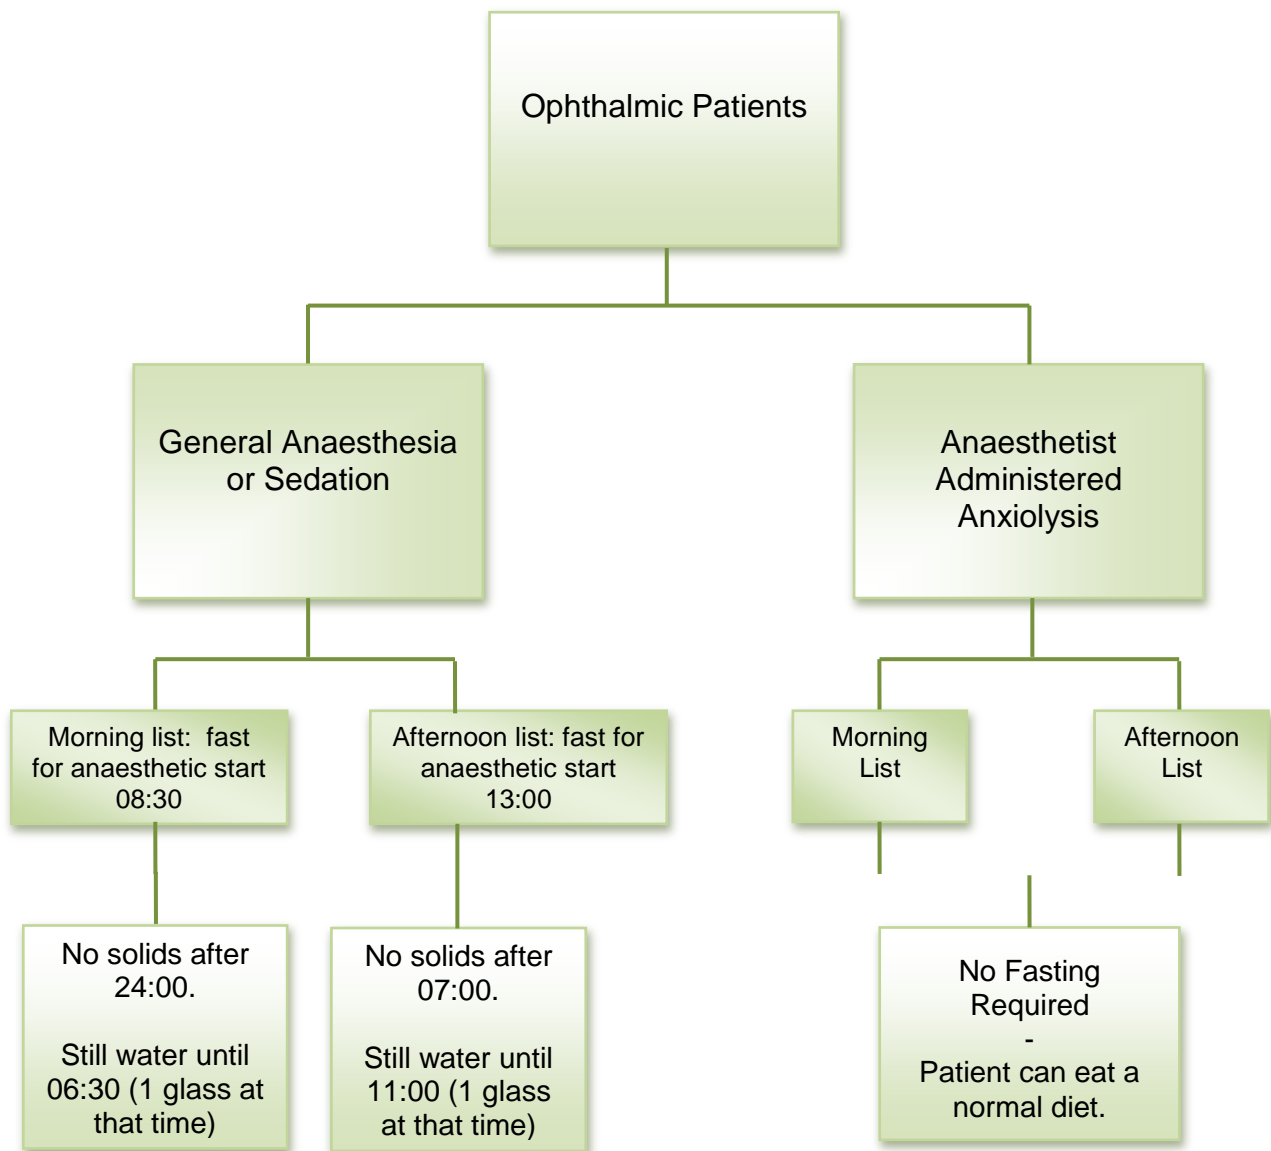 Ophthalmic Patients
General Anaesthesia
or Sedation
Anaesthetist
Administered
Anxiolysis
Morning list:  fast
for anaesthetic start
08:30
Afternoon list: fast for
anaesthetic start
13:00
Morning
List
Afternoon
List
No solids after
24:00.
Still water until
06:30 (1 glass at
that time)
No solids after
07:00.
Still water until
11:00 (1 glass
at that time)
No Fasting
Required
-
Patient can eat a
normal diet.